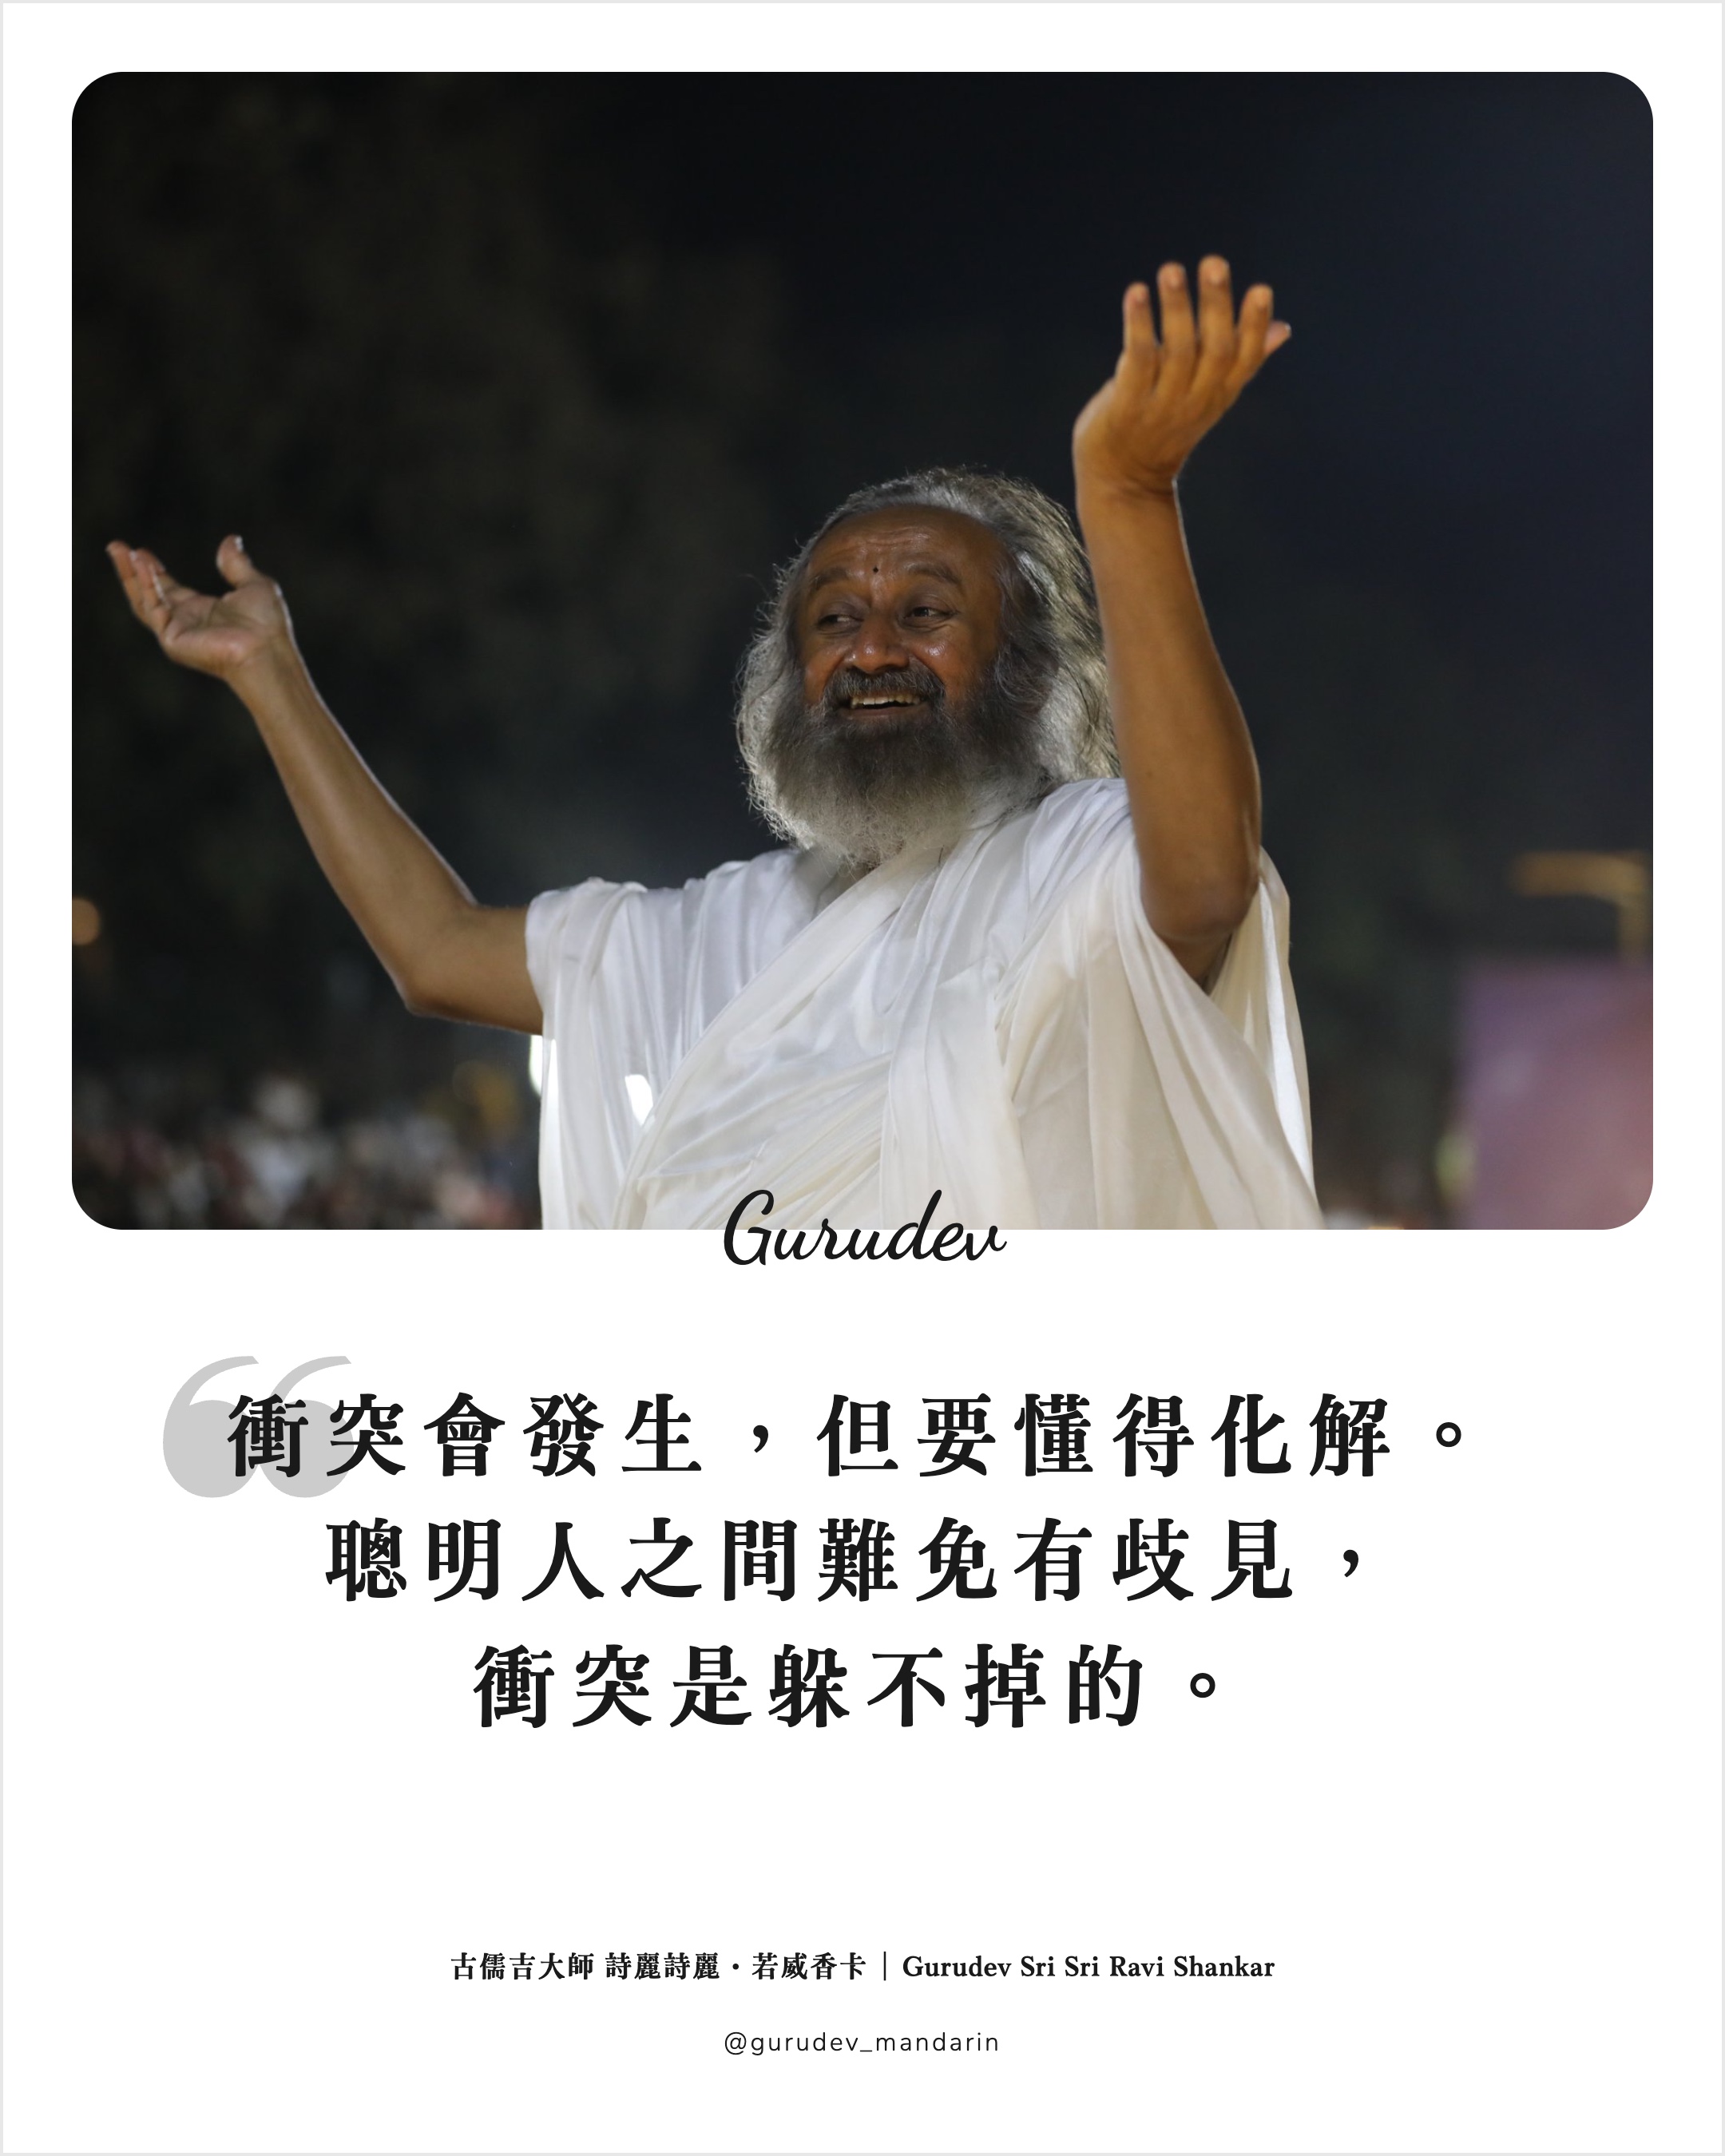 Gurudev
衝突會發生，但要懂得化解。
聰明人之間難免有歧見，
衝突是躲不掉的。
古儒吉大師 詩麗詩麗・若威香卡｜Gurudev Sri Sri Ravi Shankar
@gurudev_mandarin